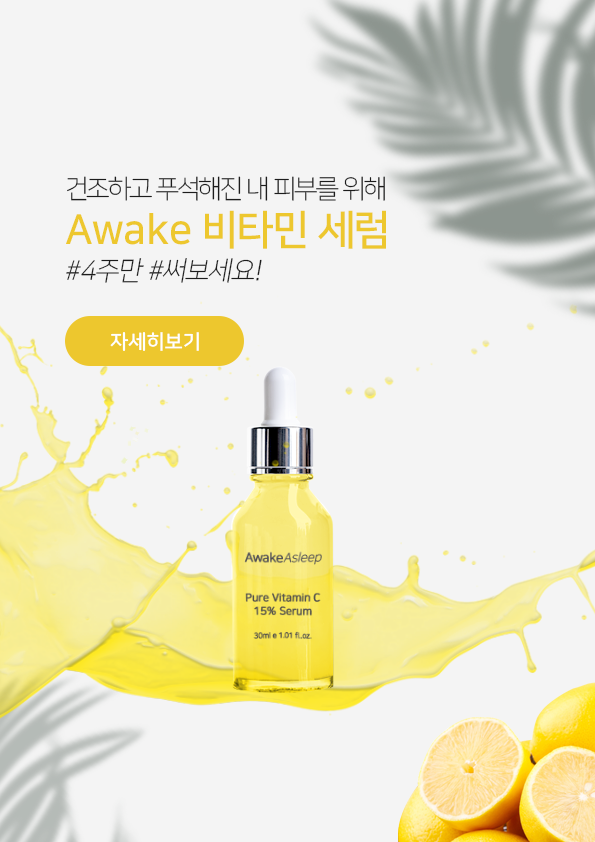 건조하고 푸석해진 내 피부를 위해
Awake 비타민 세럼
#4주만 #써보세요!
자세히보기
AwakeAsleep
Pure Vitamin C
15% Serum
30ml e 1.01 fl.oz.